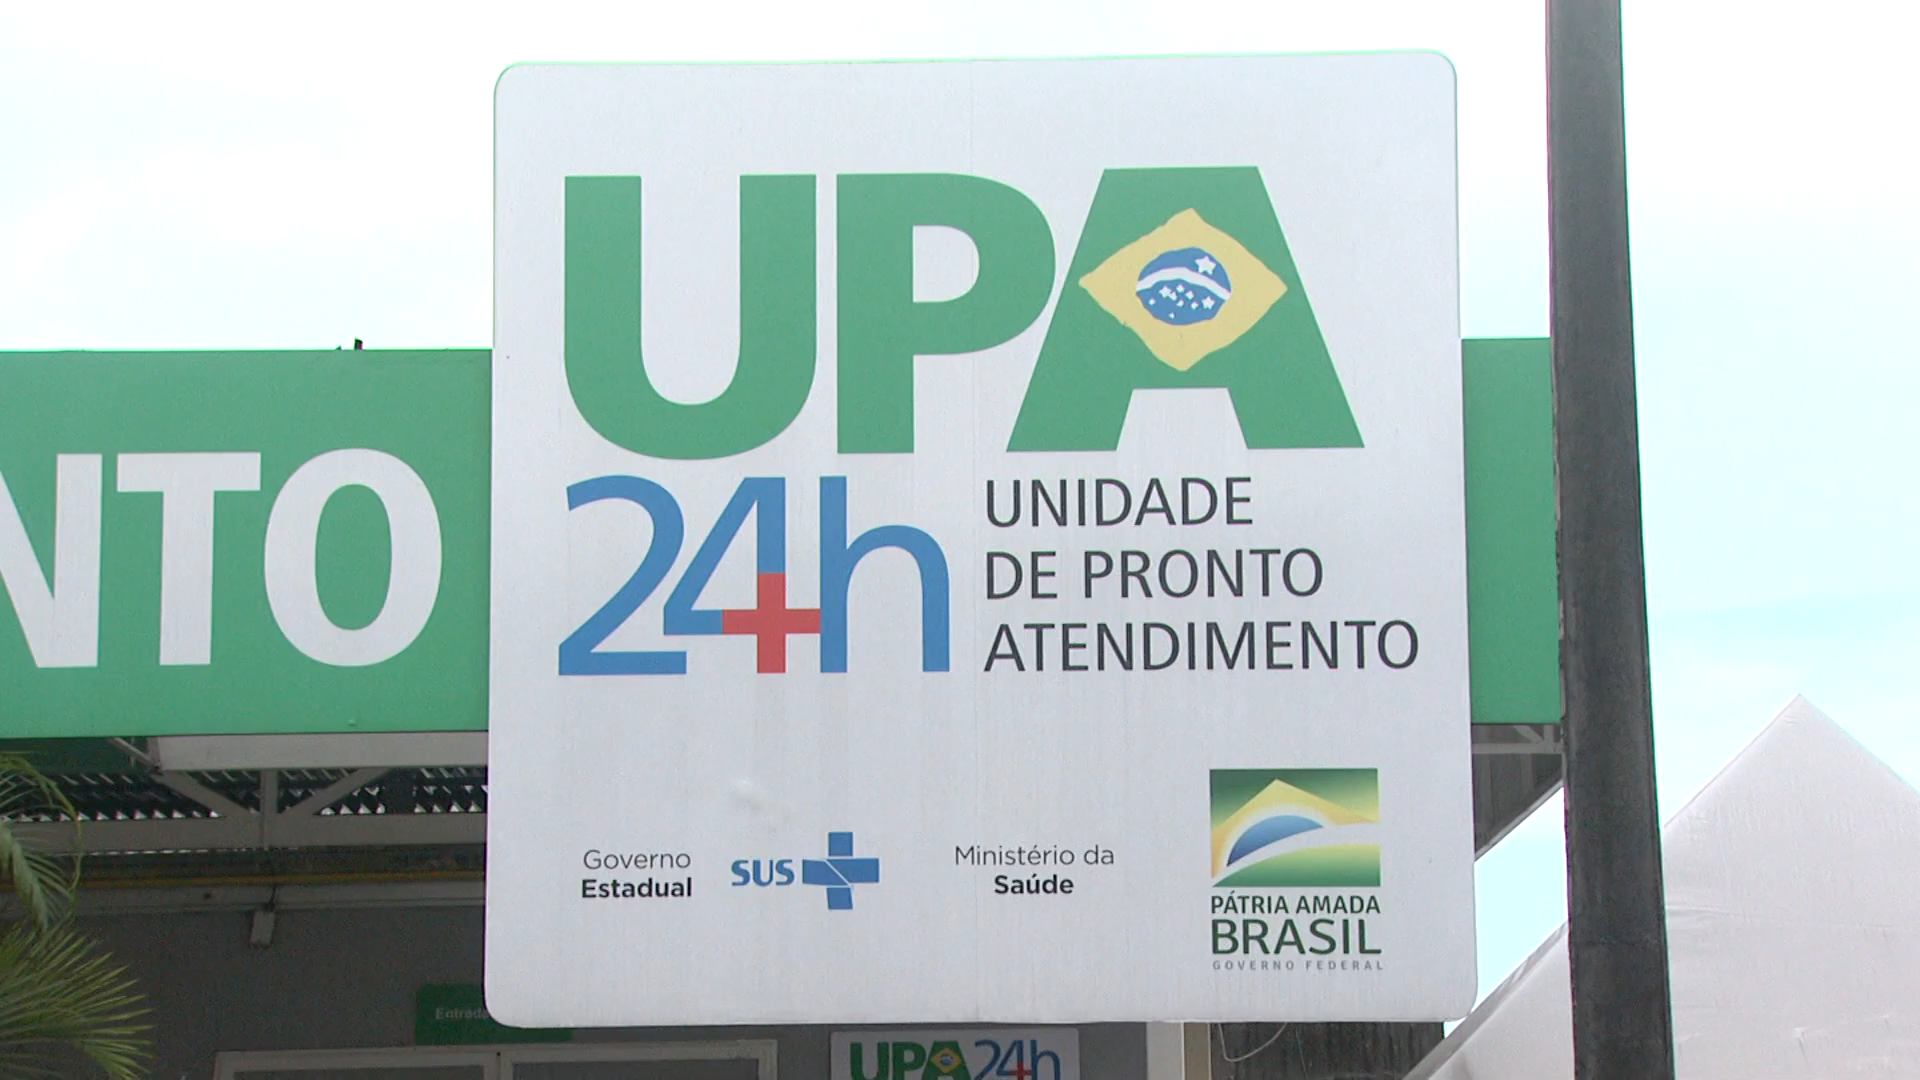 UPA
24h
UNIDADE
DE PRONTO
ATENDIMENTO
NTO
Governo
Estadual
SUS
Ministério da
Saúde
PÁTRIA AMADA
BRASIL
GOVERNO FEDERAL
Entrada
UPA 24h